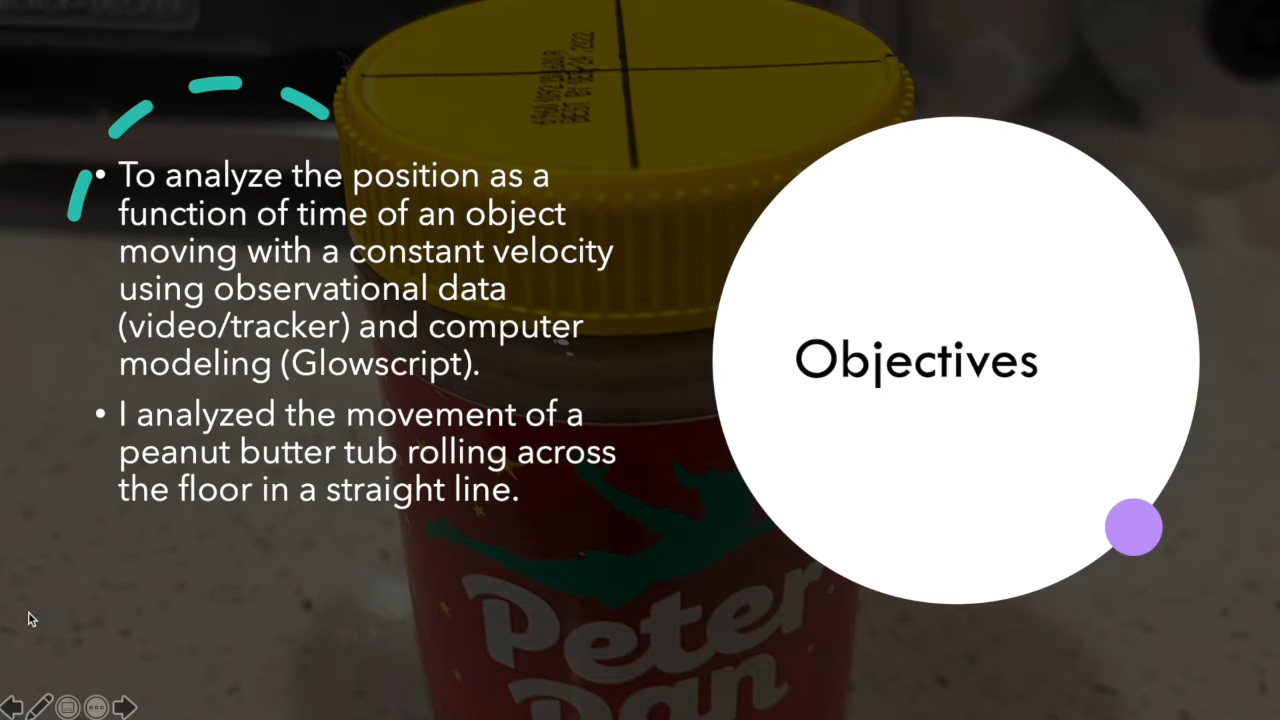 • To analyze the position as a
function of time of an object
moving with a constant velocity
using observational data
(video/tracker) and computer
modeling (Glowscript).
• I analyzed the movement of a
peanut butter tub rolling across
the floor in a straight line.
Objectives
Peter
Pan